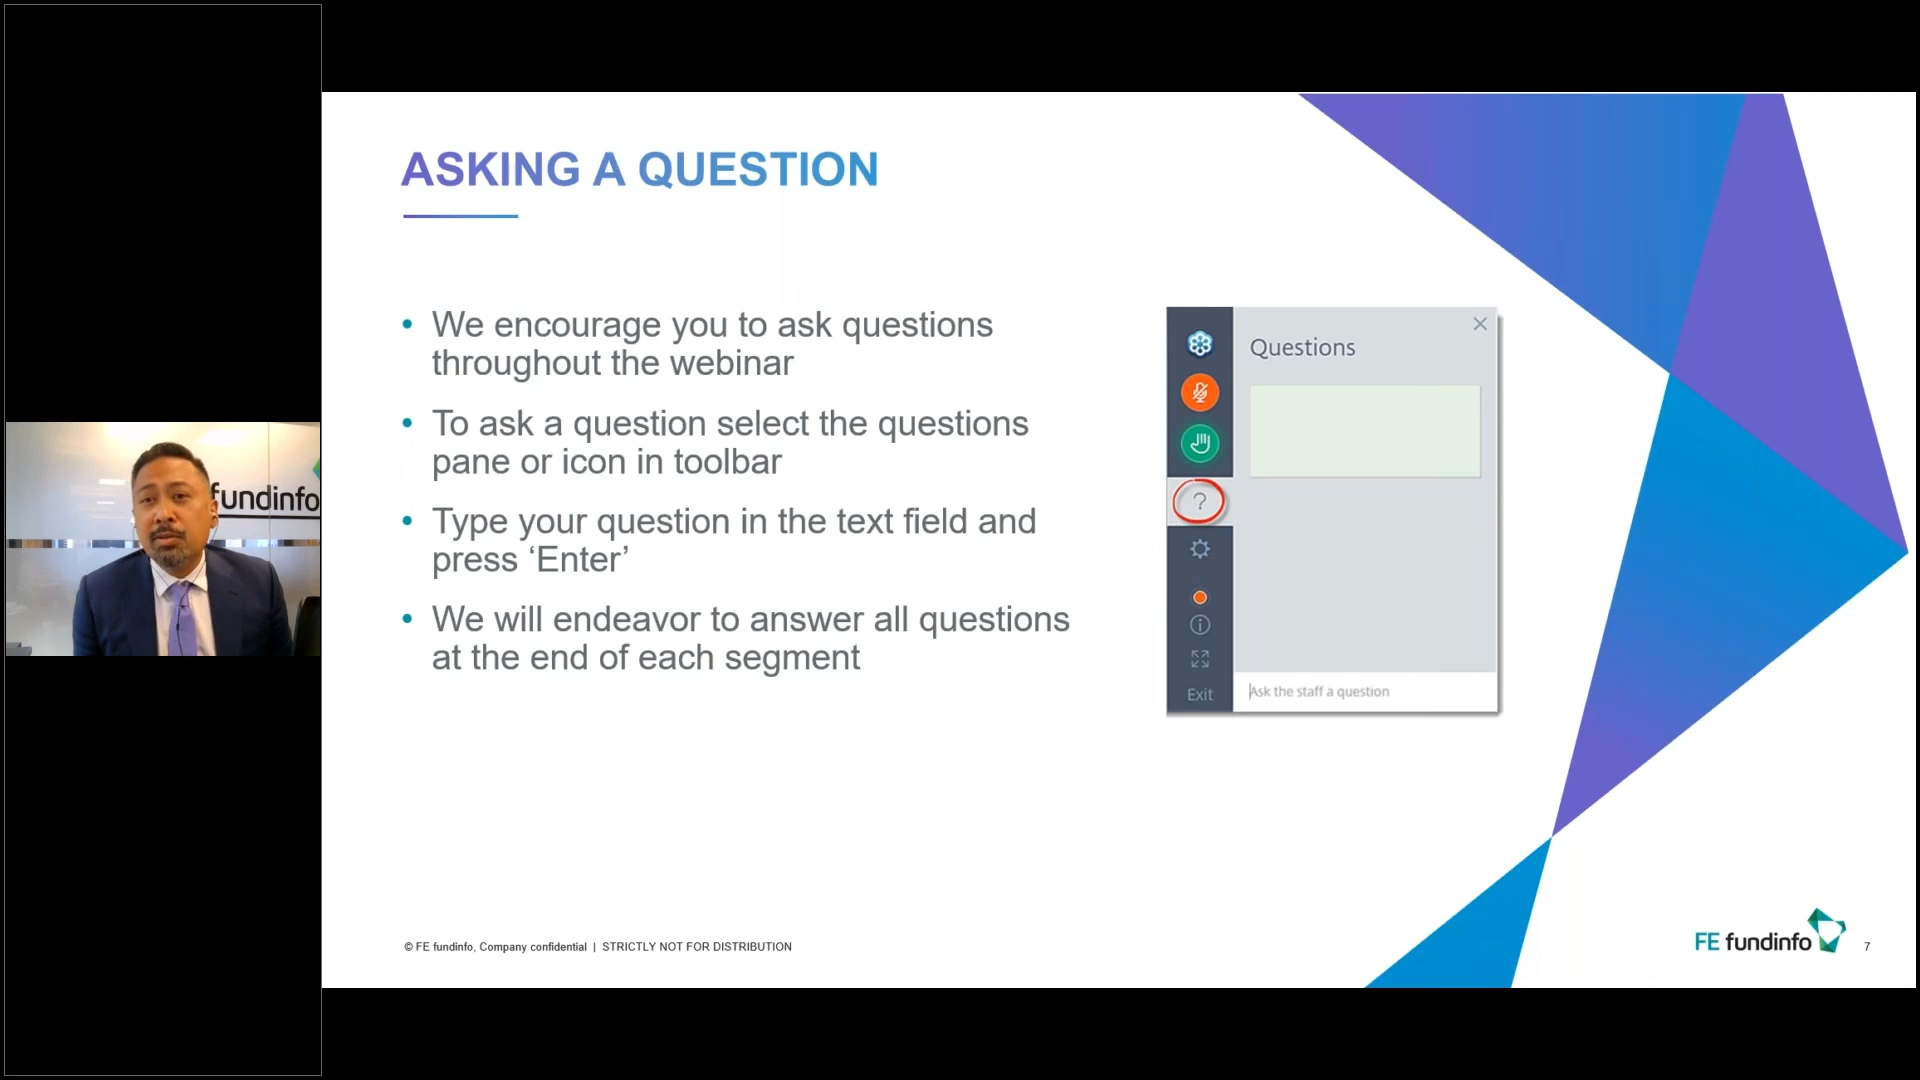 fundinfo
ASKING A QUESTION
• We encourage you to ask questions
throughout the webinar
• To ask a question select the questions
pane or icon in toolbar
• Type your question in the text field and
press ‘Enter’
• We will endeavor to answer all questions
at the end of each segment
Questions
?
Exit
Ask the staff a question
© FE fundinfo, Company confidential | STRICTLY NOT FOR DISTRIBUTION
FE fundinfo
7